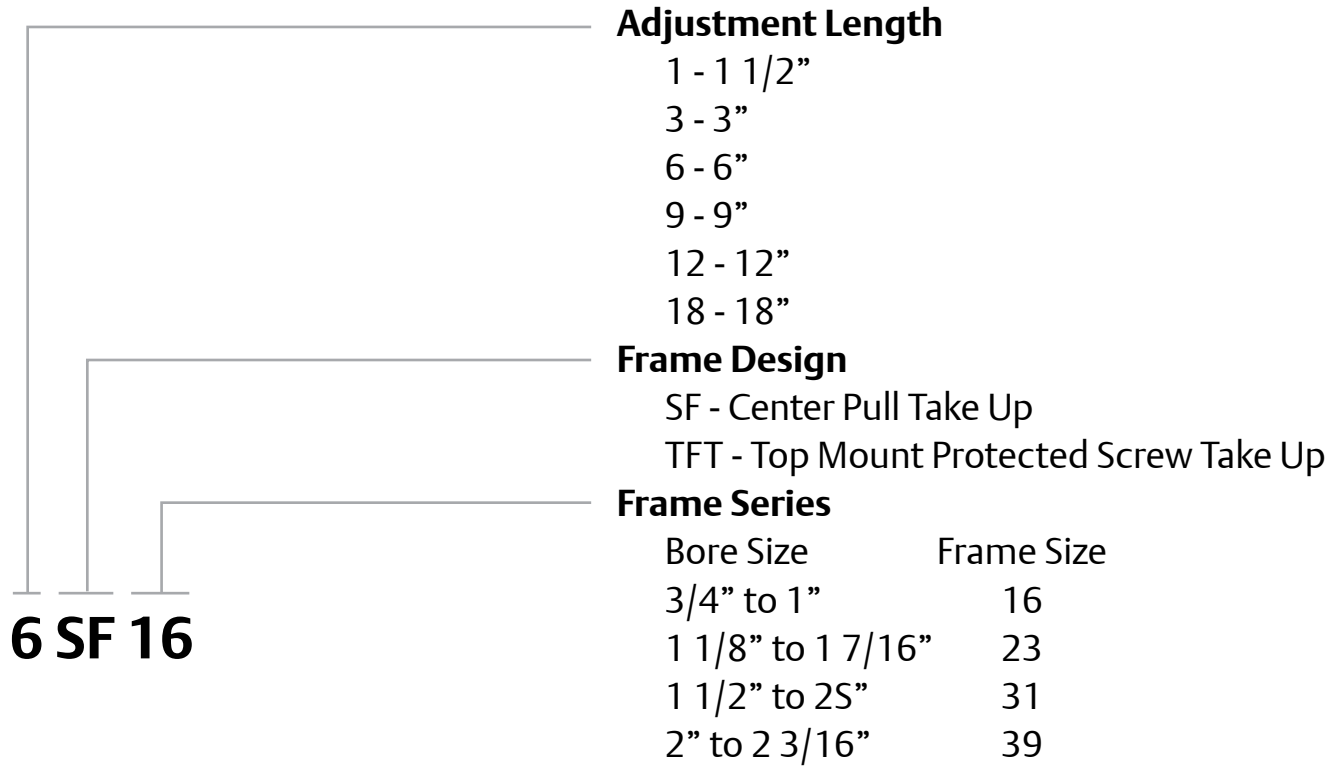 Adjustment Length
1 - 1 1/2”
3 - 3”
6 - 6”
9 - 9”
12 - 12”
18 - 18”
Frame Design
SF - Center Pull Take Up
TFT - Top Mount Protected Screw Take Up
Frame Series
Bore Size Frame Size
3/4” to 1” 16
1 1/8” to 1 7/16” 23
1 1/2” to 2S” 31
2” to 2 3/16” 39
6 SF 16